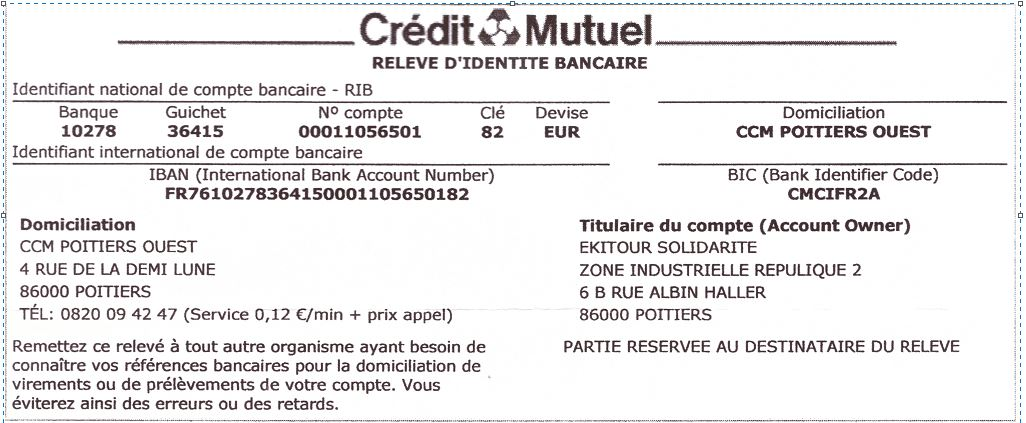 Crédit Mutuel
RELEVE D'IDENTITE BANCAIRE
Identifiant national de compte bancaire - RIB
Banque Guichet Nº compte Clé Devise Domiciliation
10278 36415 00011056501 82 EUR CCM POITIERS OUEST
Identifiant international de compte bancaire
IBAN (International Bank Account Number) BIC (Bank Identifier Code)
FR7610278364150001105650182 CMCIFR2A
Domiciliation
CCM POITIERS OUEST
4 RUE DE LA DEMI LUNE
86000 POITIERS
TÉL: 0820 09 42 47 (Service 0,12 €/min + prix appel)
Titulaire du compte (Account Owner)
EKITOUR SOLIDARITE
ZONE INDUSTRIELLE REPULIQUE 2
6 B RUE ALBIN HALLER
86000 POITIERS
Remettez ce relevé à tout autre organisme ayant besoin de
connaître vos références bancaires pour la domiciliation de
virements ou de prélèvements de votre compte. Vous
éviterez ainsi des erreurs ou des retards.
PARTIE RESERVEE AU DESTINATAIRE DU RELEVE